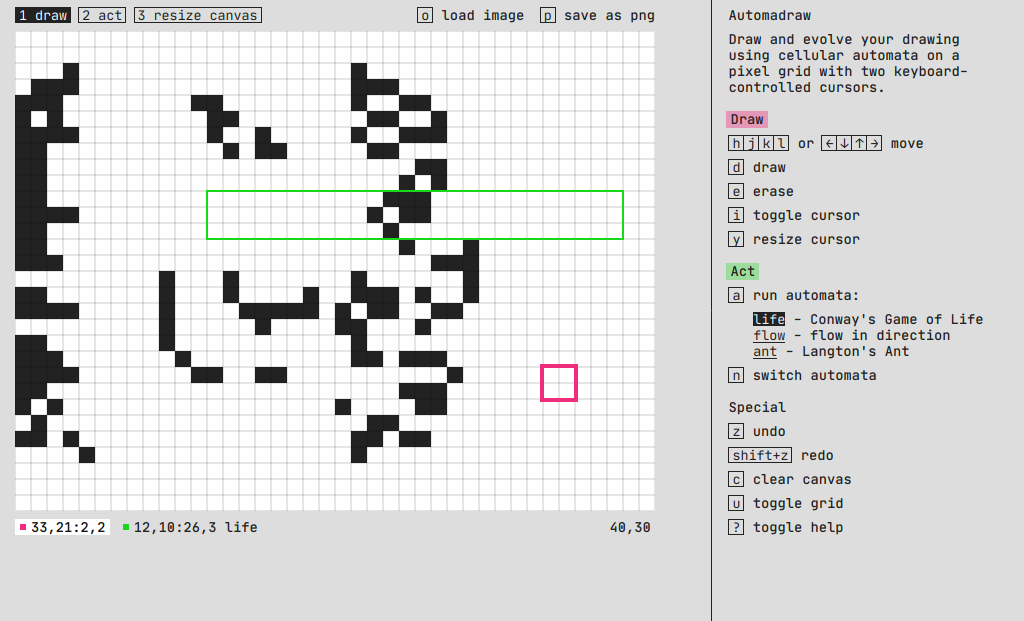 1 draw 2 act 3 resize canvas o load image p save as png
33,21:2,2 12,10:26,3 life 40,30
Automadraw
Draw and evolve your drawing
using cellular automata on a
pixel grid with two keyboard-
controlled cursors.
Draw
h j k l or ←↓↑→ move
d draw
e erase
i toggle cursor
y resize cursor
Act
a run automata:
life – Conway's Game of Life
flow – flow in direction
ant – Langton's Ant
n switch automata
Special
z undo
shift+z redo
c clear canvas
u toggle grid
? toggle help